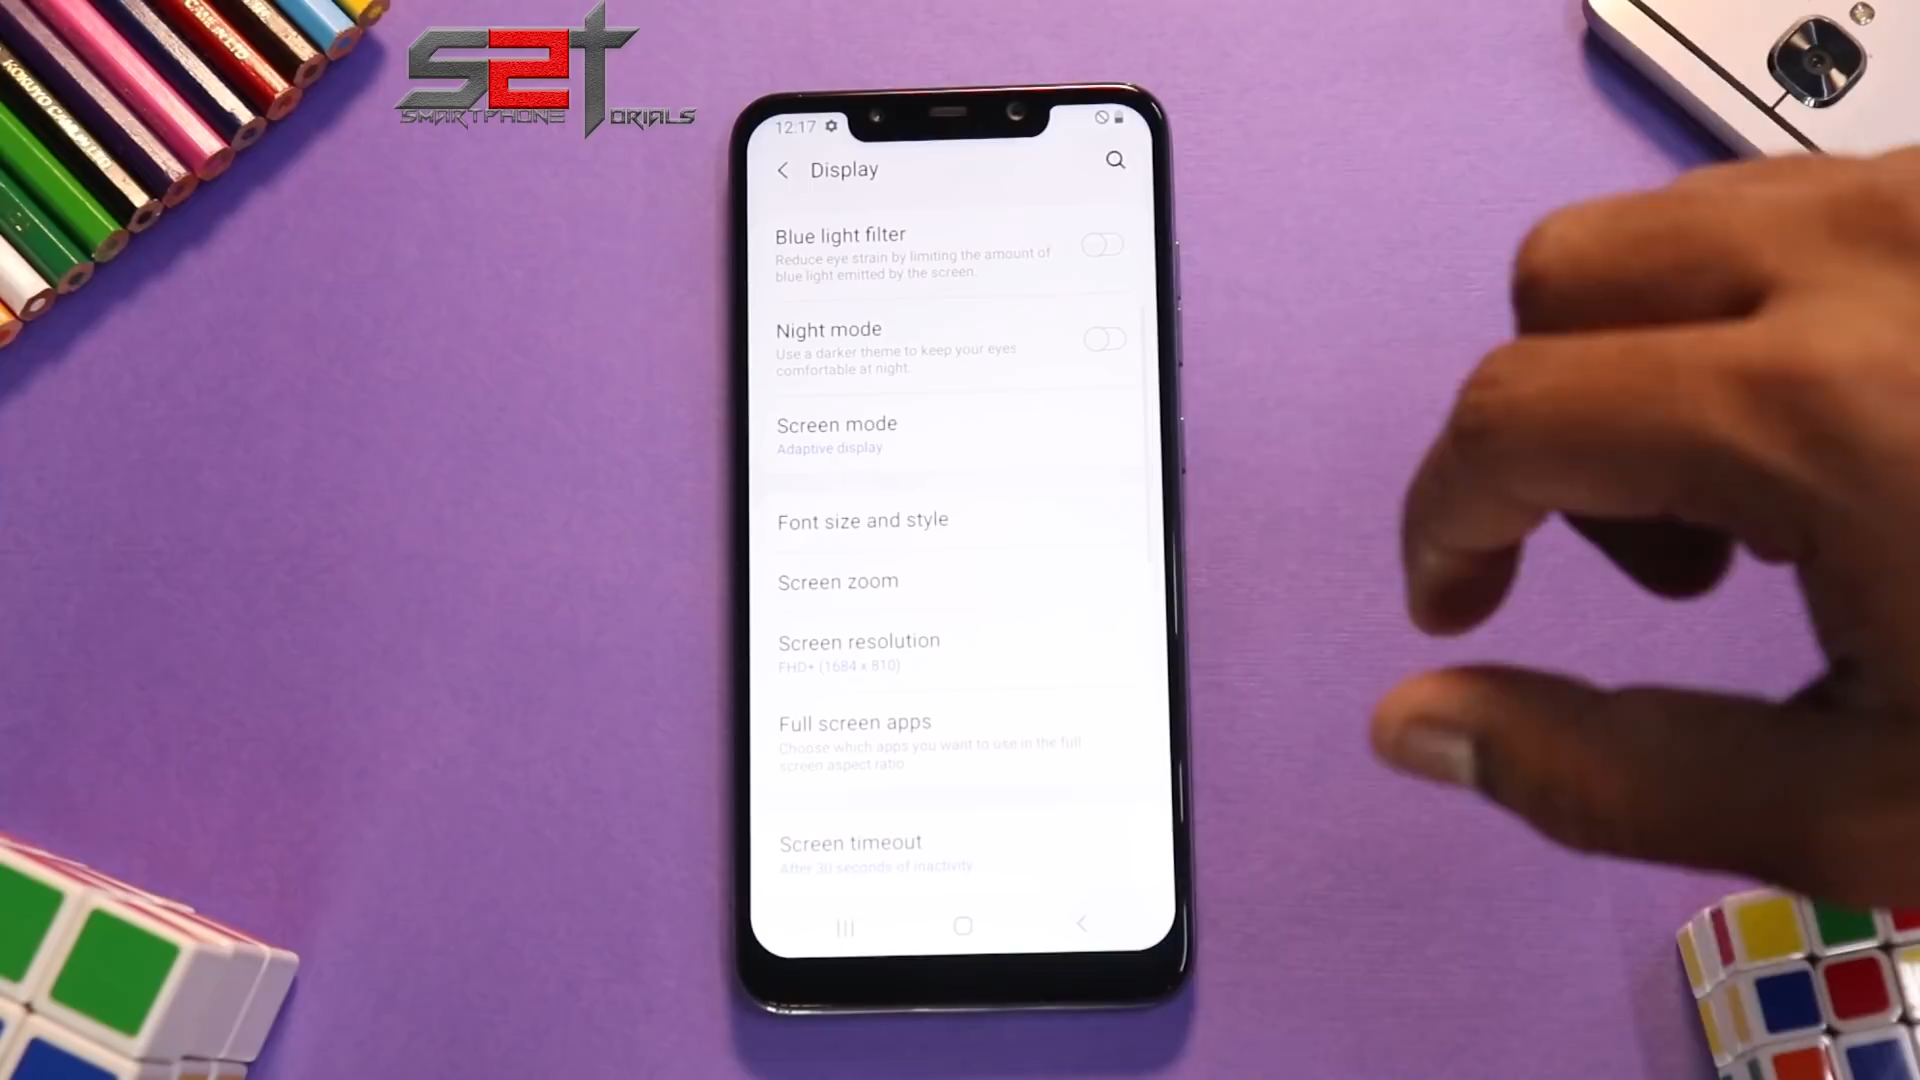 S2T
SMARTPHONE TORIALS
12.17
Display
Blue light filter
Reduce eye strain by limiting the amount of
blue light emitted by the screen.
Night mode
Use a darker theme to keep your eyes
comfortable at night.
Screen mode
Adaptive display
Font size and style
Screen zoom
Screen resolution
FHD+ (1684 x 810)
Full screen apps
Choose which apps you want to use in the full
screen aspect ratio
Screen timeout
After 30 seconds of inactivity